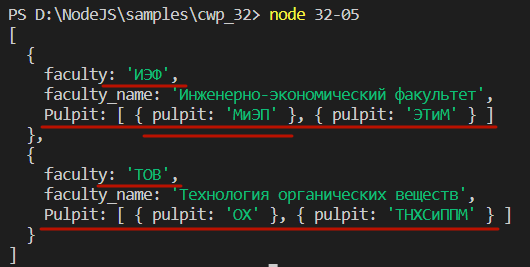 PS D:\NodeJS\samples\cwp_32> node 32-05
[
  {
    faculty: 'ИЭФ',
    faculty_name: 'Инженерно-экономический факультет',
    Pulpit: [ { pulpit: 'МиЭП' }, { pulpit: 'ЭТиМ' } ]
  },
  {
    faculty: 'ТОВ',
    faculty_name: 'Технология органических веществ',
    Pulpit: [ { pulpit: 'ОХ' }, { pulpit: 'ТНХСиППМ' } ]
  }
]